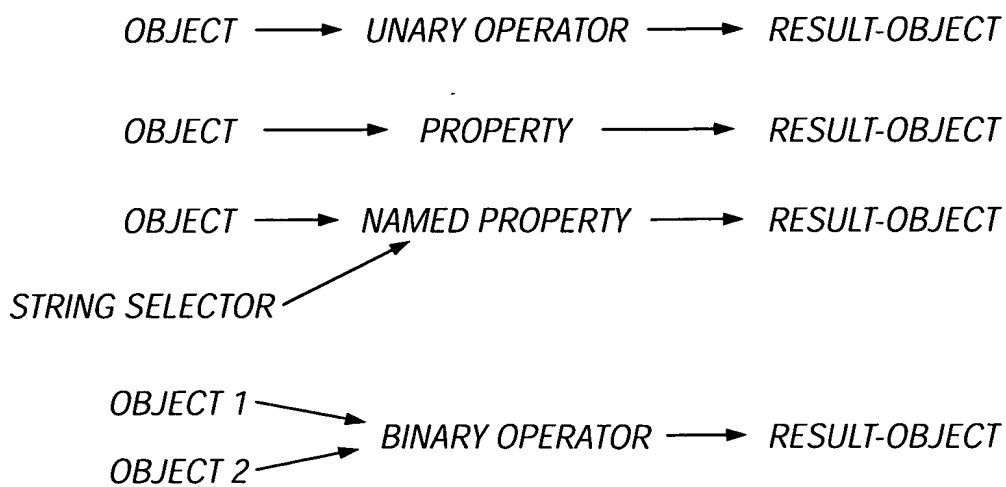 OBJECT UNARY OPERATOR RESULT-OBJECT
OBJECT PROPERTY RESULT-OBJECT
OBJECT NAMED PROPERTY RESULT-OBJECT
STRING SELECTOR
OBJECT 1
BINARY OPERATOR RESULT-OBJECT
OBJECT 2